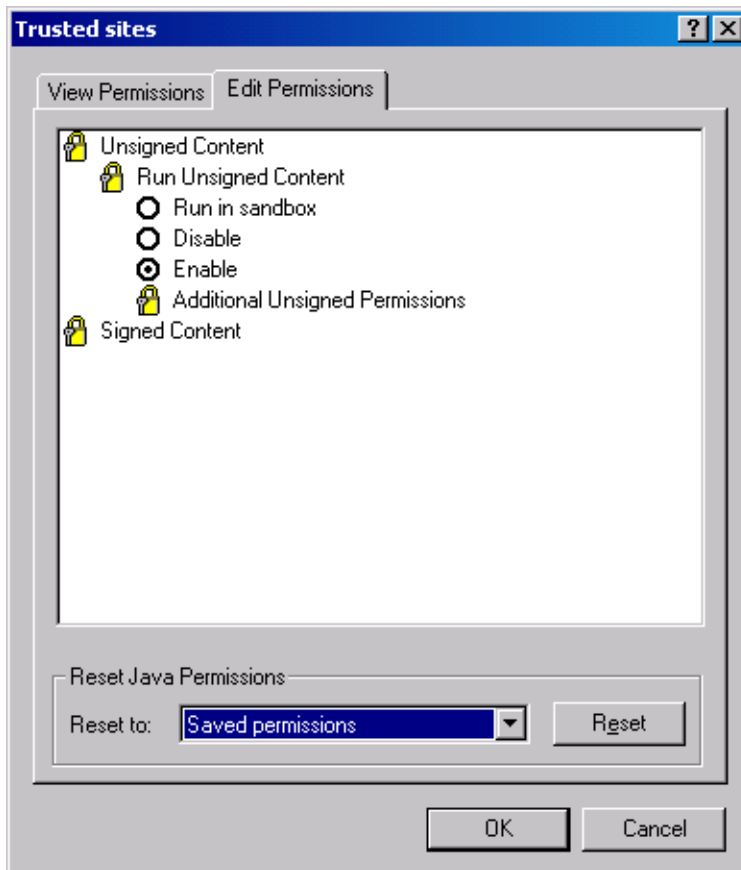 Trusted sites
View Permissions Edit Permissions
Unsigned Content
Run Unsigned Content
Run in sandbox
Disable
Enable
Additional Unsigned Permissions
Signed Content
Reset Java Permissions
Reset to: Saved permissions Reset
OK Cancel